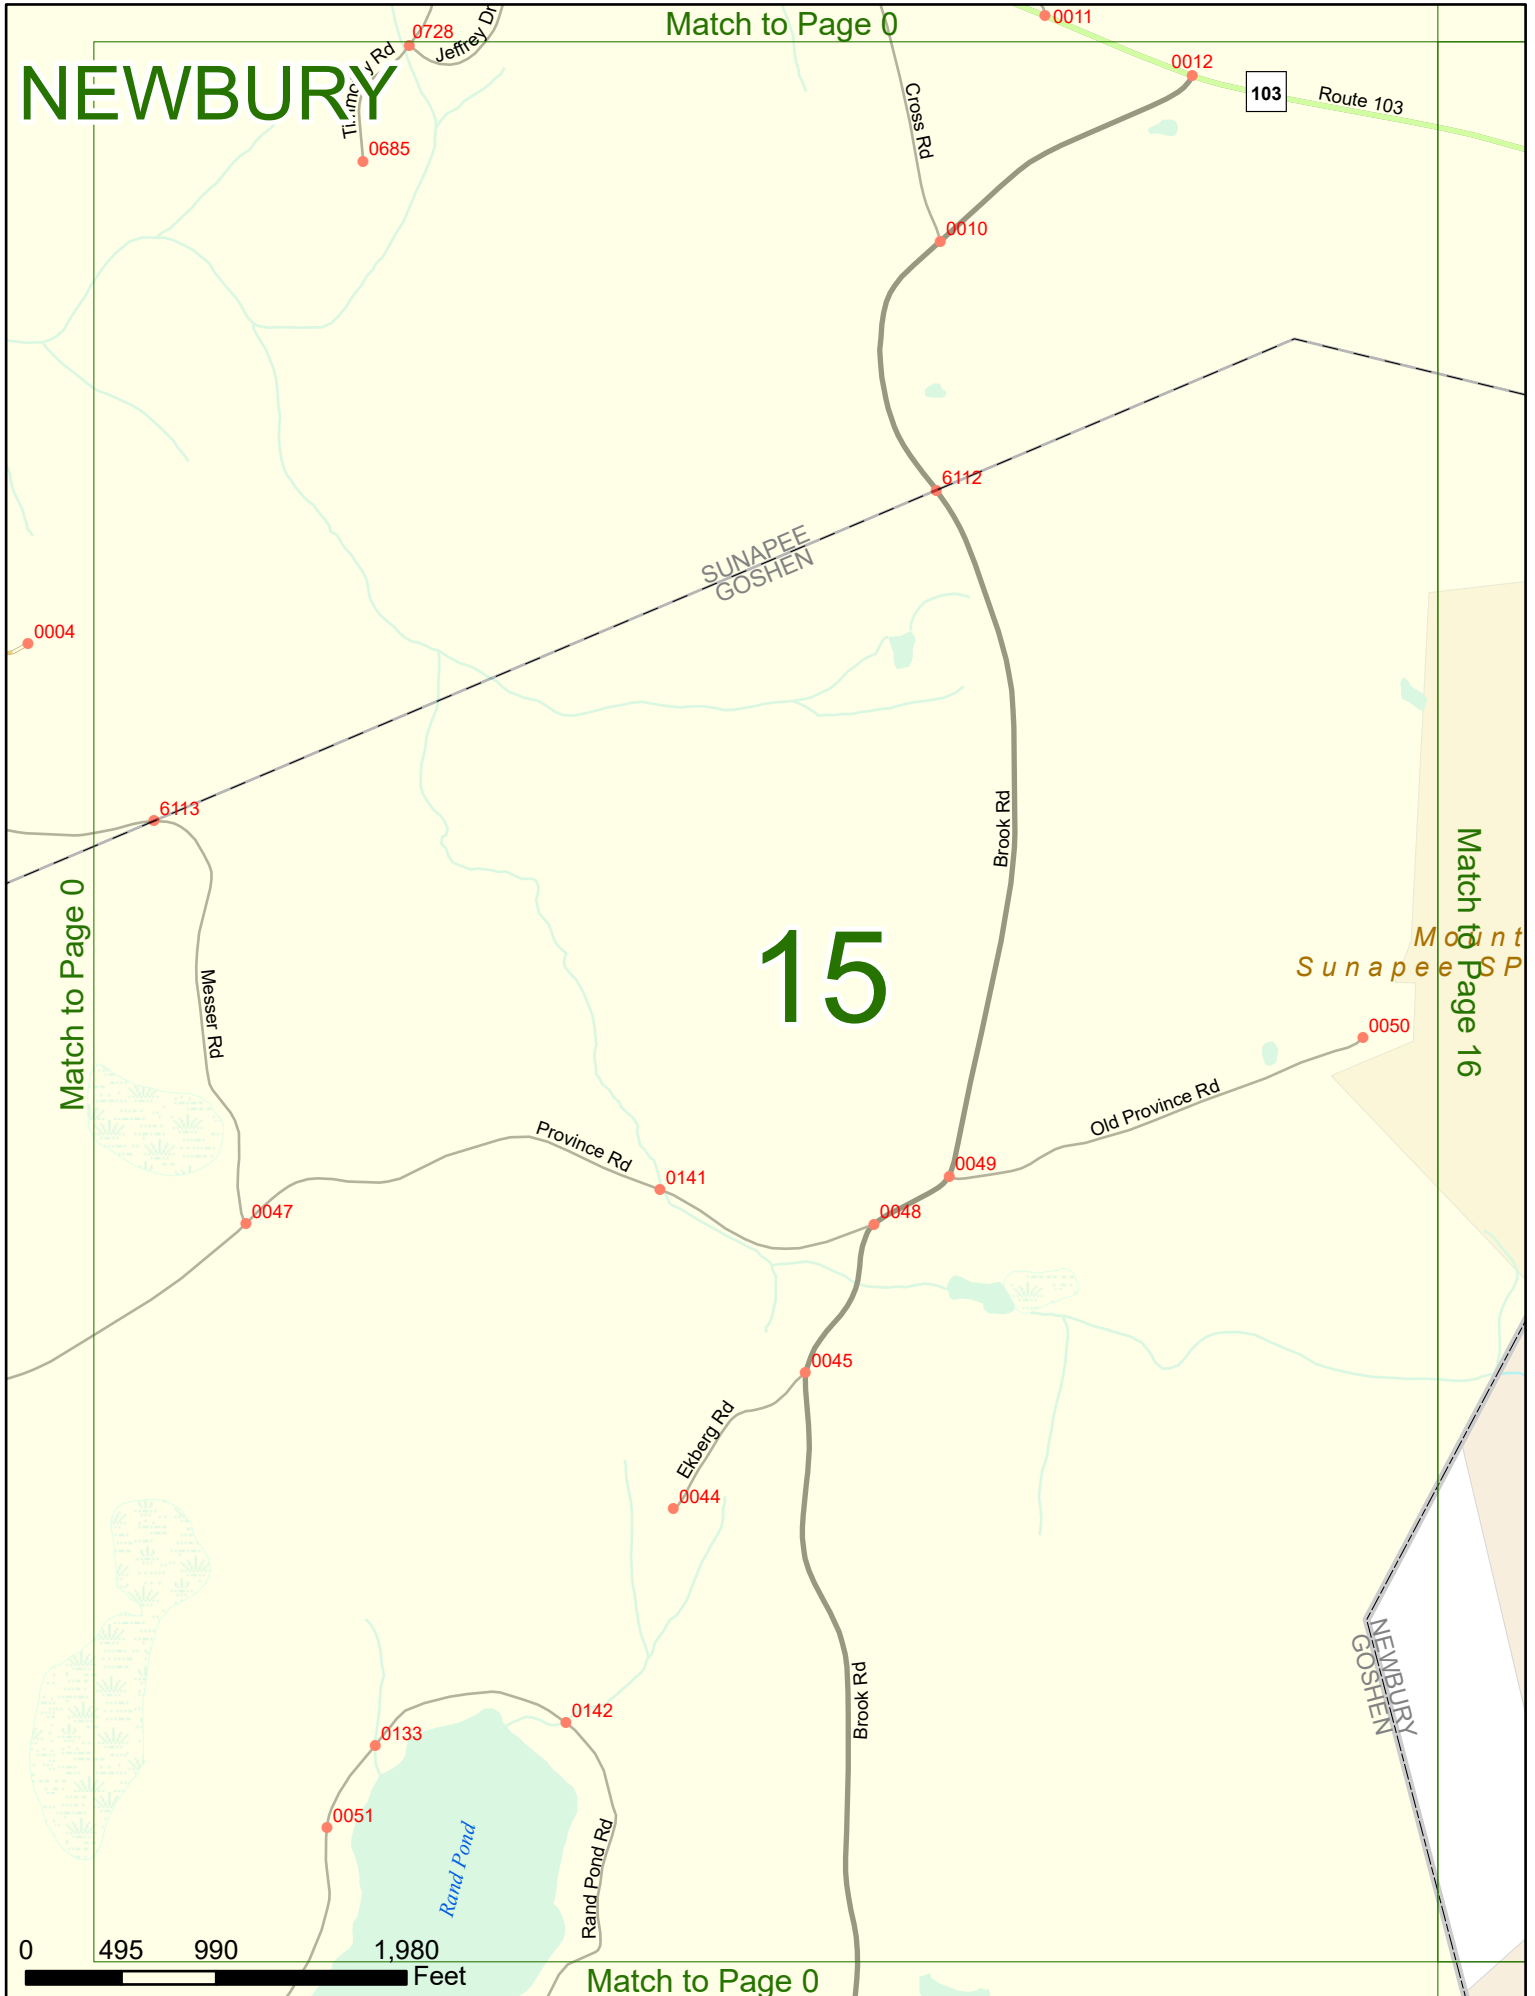 Match to Page 0
0011
0728
Jeffrey Dr
Rd
0012
NEWBURY
103
Route 103
Cross Rd
0685
0010
6112
SUNAPEE
GOSHEN
0004
6113
Brook Rd
Match to Page 0
Match to Page 16
15
Mount
Sunapee SP
Messer Rd
0050
Old Province Rd
Province Rd
0141
0049
0047
0048
0045
Ekberg Rd
0044
NEWBURY
GOSHEN
Brook Rd
0142
0133
0051
Rand Pond
Rand Pond Rd
0 495 990 1,980
Feet
Match to Page 0